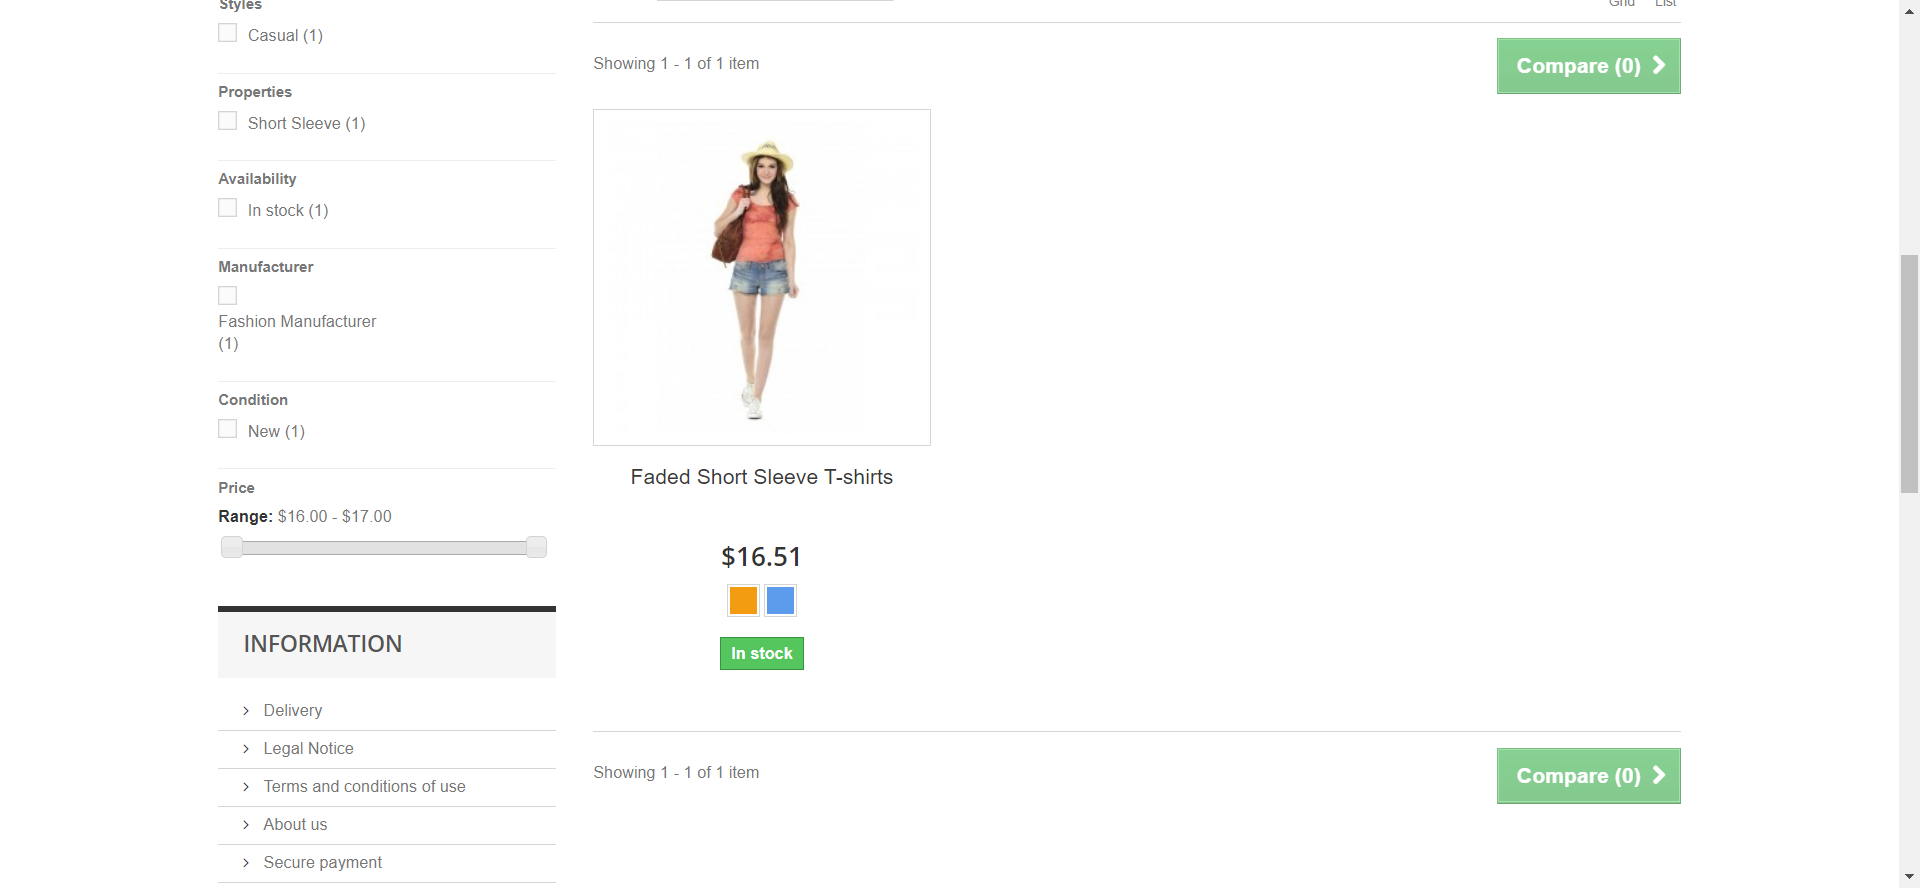 Styles
Casual (1)
Properties
Short Sleeve (1)
Availability
In stock (1)
Manufacturer
Fashion Manufacturer
(1)
Condition
New (1)
Price
Range: $16.00 - $17.00
INFORMATION
Delivery
Legal Notice
Terms and conditions of use
About us
Secure payment
Grid List
Showing 1 - 1 of 1 item
Compare (0)
Faded Short Sleeve T-shirts
$16.51
In stock
Showing 1 - 1 of 1 item
Compare (0)